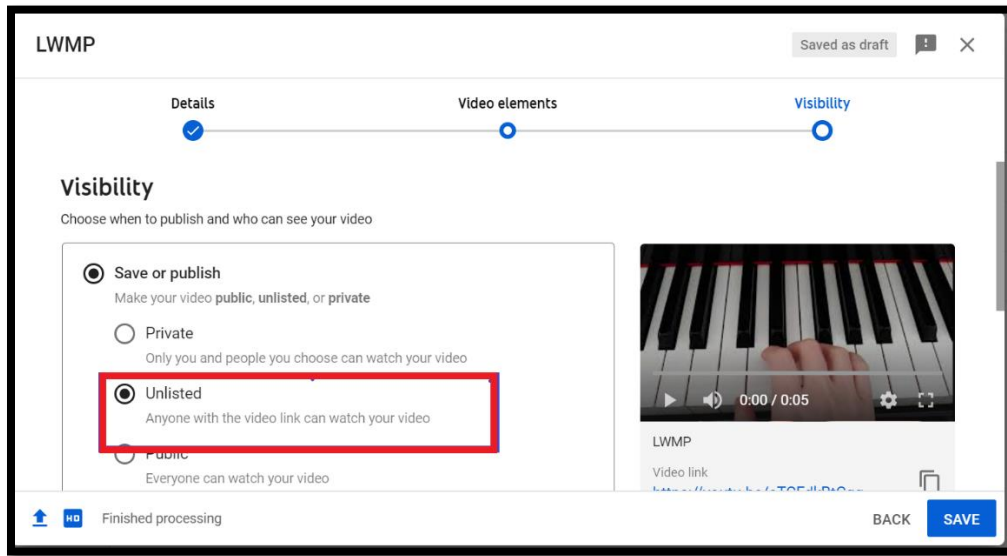 LWMP
Saved as draft
Details
Video elements
Visibility
Visibility
Choose when to publish and who can see your video
Save or publish
Make your video public, unlisted, or private
Private
Only you and people you choose can watch your video
Unlisted
Anyone with the video link can watch your video
Public
Everyone can watch your video
0:00 / 0:05
LWMP
Video link
HD
Finished processing
BACK
SAVE